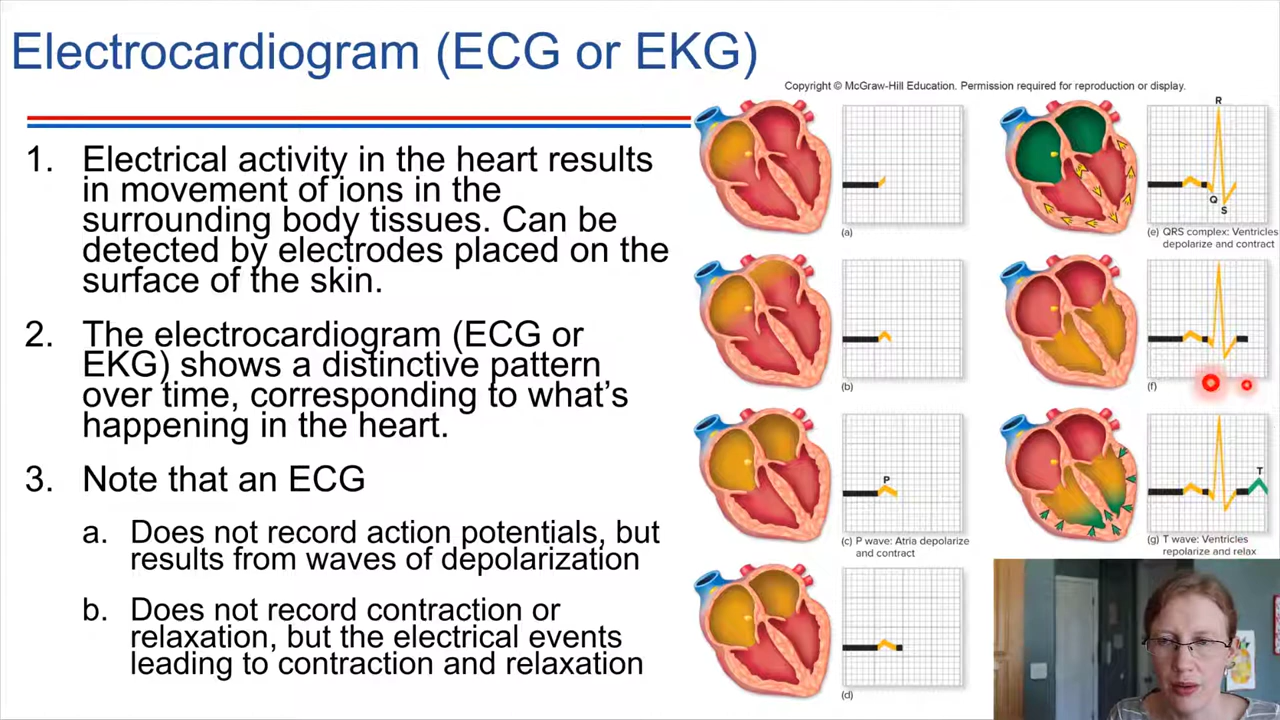 Electrocardiogram (ECG or EKG)
1. Electrical activity in the heart results
in movement of ions in the
surrounding body tissues. Can be
detected by electrodes placed on the
surface of the skin.
2. The electrocardiogram (ECG or
EKG) shows a distinctive pattern
over time, corresponding to what’s
happening in the heart.
3. Note that an ECG
a. Does not record action potentials, but
results from waves of depolarization
b. Does not record contraction or
relaxation, but the electrical events
leading to contraction and relaxation
Copyright © McGraw-Hill Education. Permission required for reproduction or display.
(a)
(b)
P
(c) P wave: Atria depolarize
and contract
(d)
R
Q
S
(e) QRS complex: Ventricles
depolarize and contract
(f)
T
(g) T wave: Ventricles
repolarize and relax